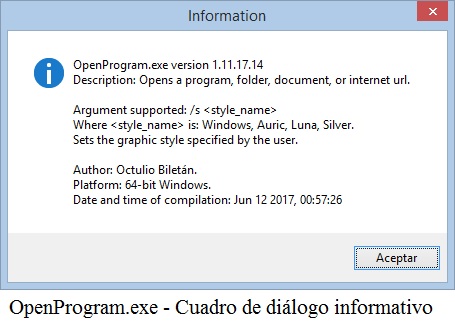 Information
OpenProgram.exe version 1.11.17.14
Description: Opens a program, folder, document, or internet url.
Argument supported: /s <style_name>
Where <style_name> is: Windows, Auric, Luna, Silver.
Sets the graphic style specified by the user.
Author: Octulio Biletán.
Platform: 64-bit Windows.
Date and time of compilation: Jun 12 2017, 00:57:26
Aceptar
OpenProgram.exe - Cuadro de diálogo informativo